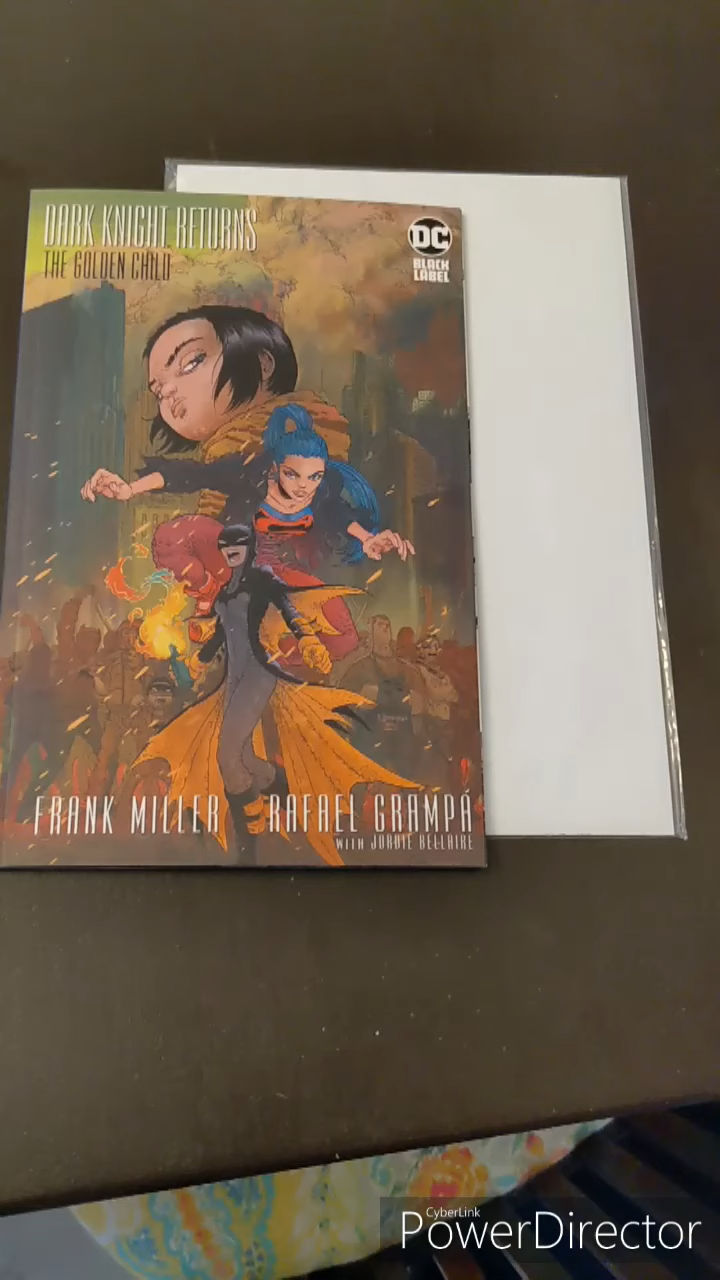 DARK KNIGHT RETURNS
THE GOLDEN CHILD
DC
BLACK
LABEL
FRANK MILLER RAFAEL GRAMPÁ
WITH JORDIE BELLAIRE
CyberLink
PowerDirector